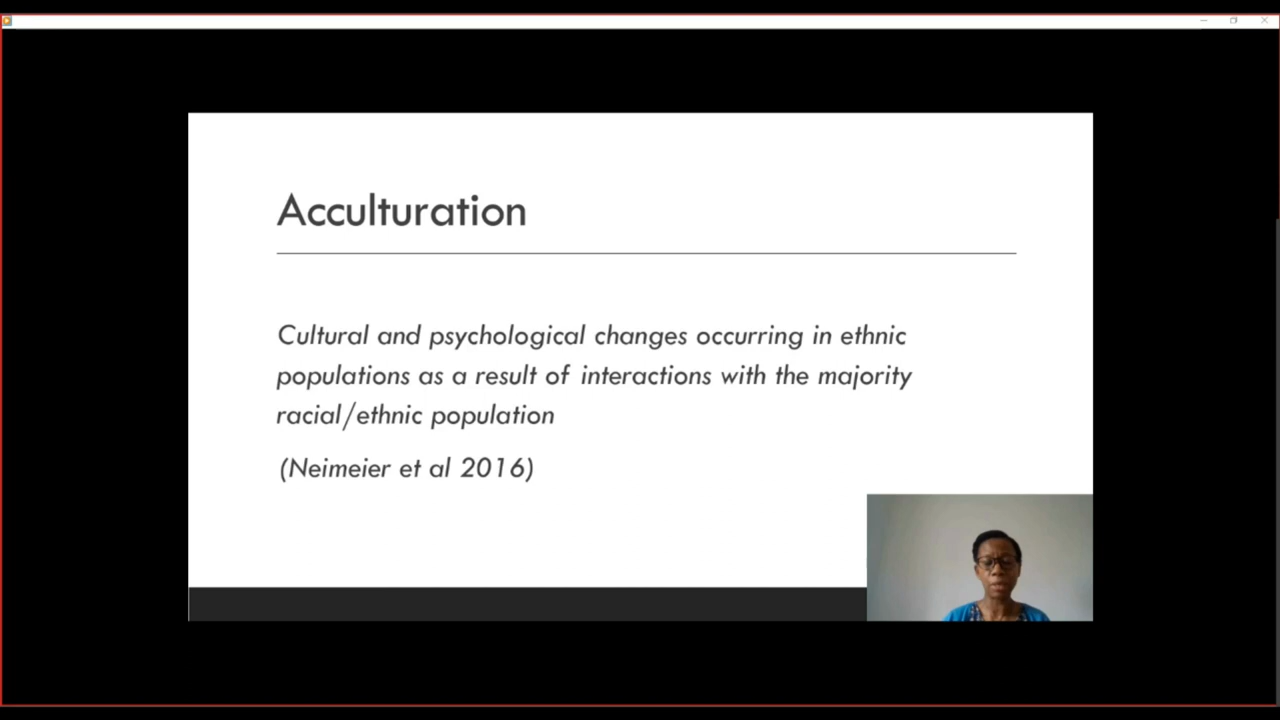 Acculturation
Cultural and psychological changes occurring in ethnic
populations as a result of interactions with the majority
racial/ethnic population
(Neimeier et al 2016)